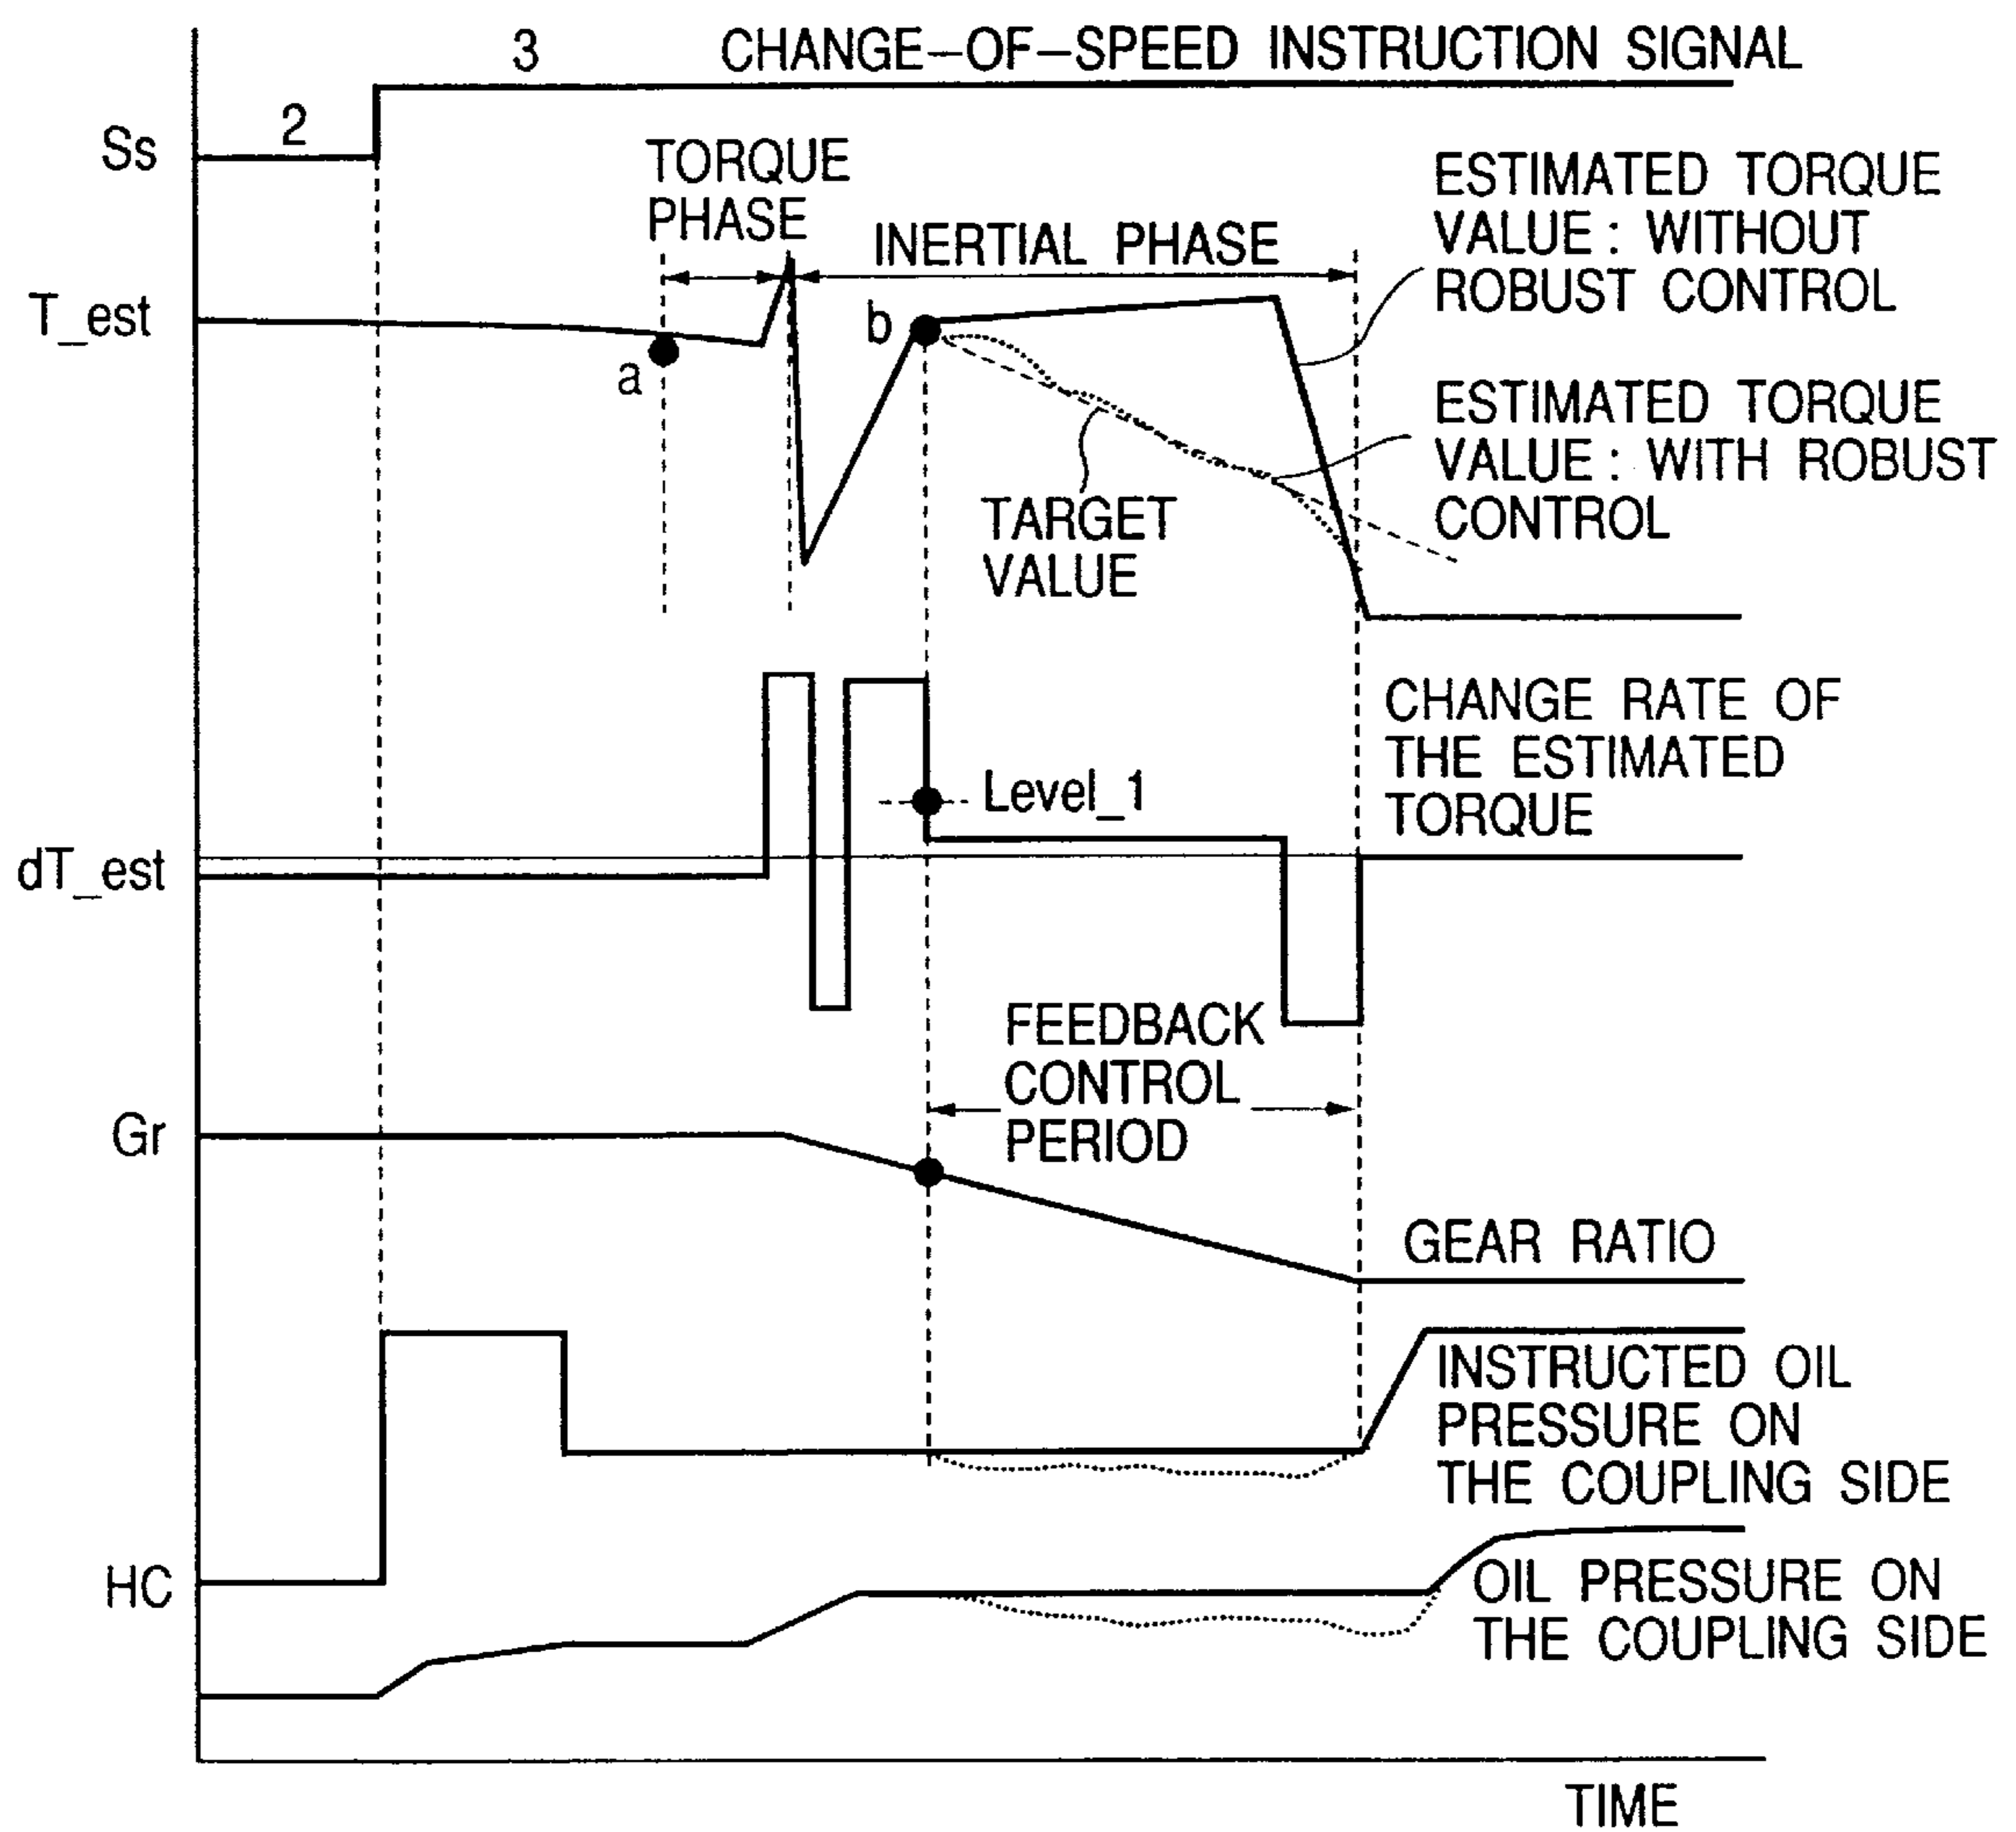 3 CHANGE-OF-SPEED INSTRUCTION SIGNAL
2
Ss
TORQUE
PHASE
INERTIAL PHASE
ESTIMATED TORQUE
VALUE : WITHOUT
ROBUST CONTROL
T_est
a
b
ESTIMATED TORQUE
VALUE : WITH ROBUST
CONTROL
TARGET
VALUE
CHANGE RATE OF
THE ESTIMATED
TORQUE
Level_1
dT_est
FEEDBACK
CONTROL
PERIOD
Gr
GEAR RATIO
INSTRUCTED OIL
PRESSURE ON
THE COUPLING SIDE
HC
OIL PRESSURE ON
THE COUPLING SIDE
TIME